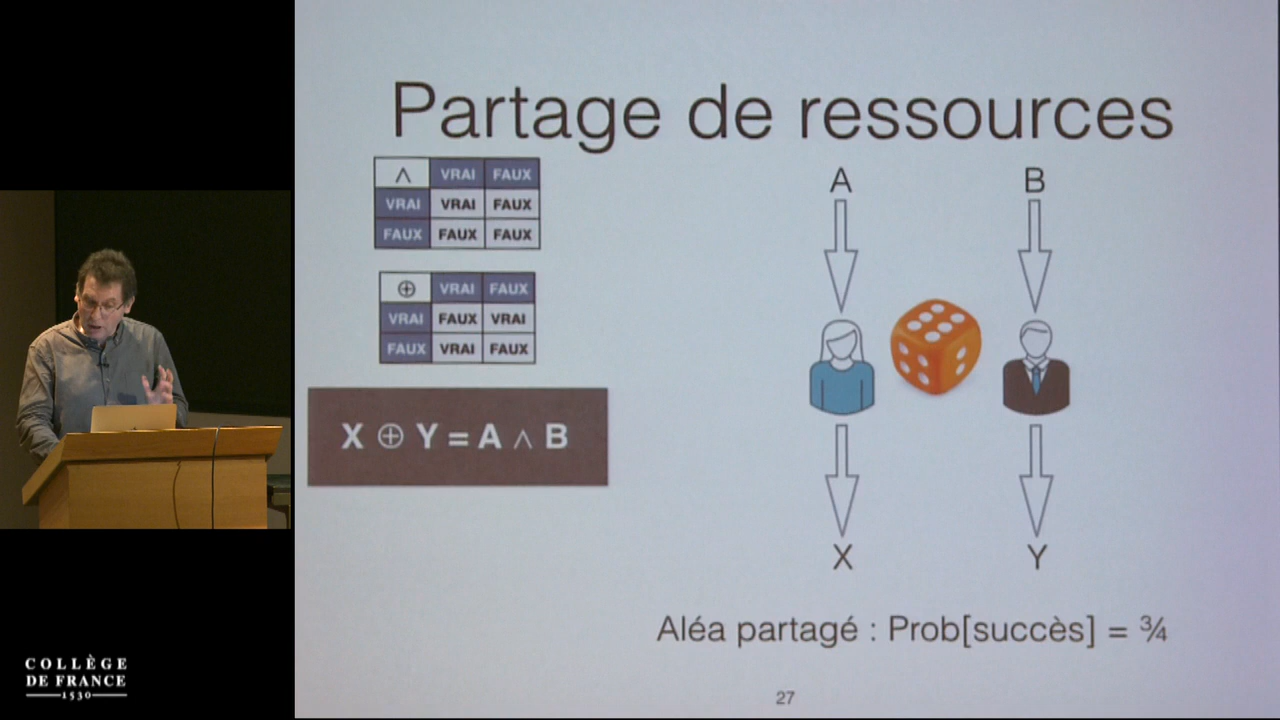 Partage de ressources
∧ VRAI FAUX
VRAI VRAI FAUX
FAUX FAUX FAUX
⊕ VRAI FAUX
VRAI FAUX VRAI
FAUX VRAI FAUX
X ⊕ Y = A ∧ B
A B
X Y
Aléa partagé : Prob[succès] = ¾
27
COLLÈGE
DE FRANCE
1530